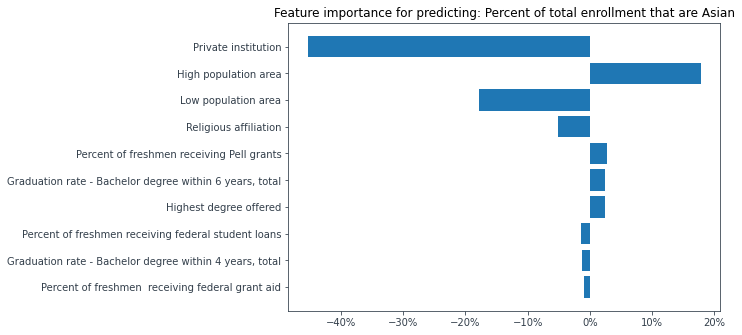 Feature importance for predicting: Percent of total enrollment that are Asian
Private institution
High population area
Low population area
Religious affiliation
Percent of freshmen receiving Pell grants
Graduation rate - Bachelor degree within 6 years, total
Highest degree offered
Percent of freshmen receiving federal student loans
Graduation rate - Bachelor degree within 4 years, total
Percent of freshmen  receiving federal grant aid
−40% −30% −20% −10% 0% 10% 20%